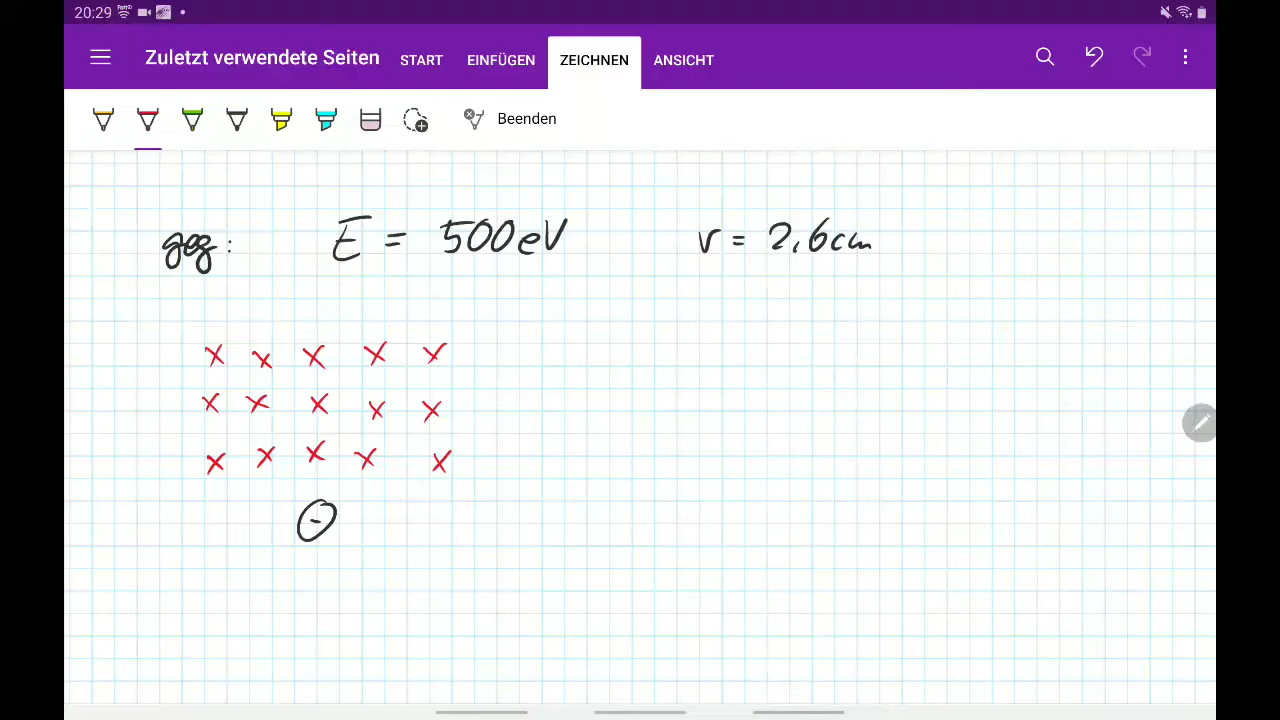 20:29
Zuletzt verwendete Seiten START EINFÜGEN ZEICHNEN ANSICHT
Beenden
geg: E = 500eV r = 2,6cm
x x x x x
x x x x x
x x x x x
-